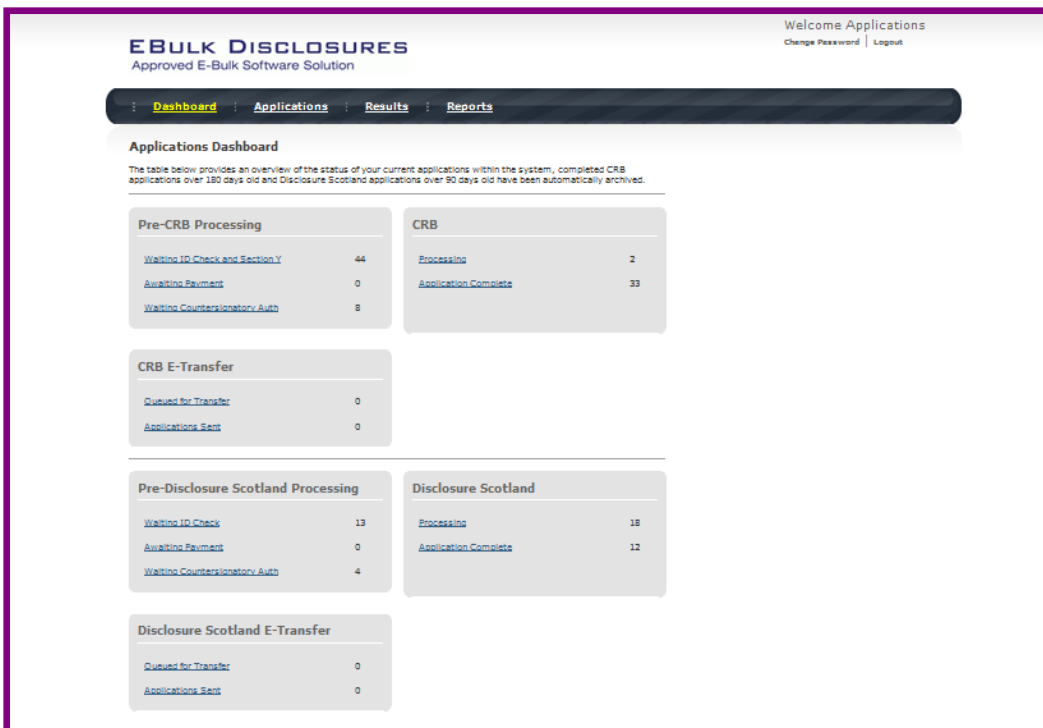 Welcome Applications
Change Password | Logout
EBULK DISCLOSURES
Approved E-Bulk Software Solution
Dashboard Applications Results Reports
Applications Dashboard
The table below provides an overview of the status of your current applications within the system, completed CRB
applications over 180 days old and Disclosure Scotland applications over 90 days old have been automatically archived.
Pre-CRB Processing
Waiting ID Check and Section Y 44
Awaiting Payment 0
Waiting Countersignatory Auth 8
CRB
Processing 2
Application Complete 33
CRB E-Transfer
Queued for Transfer 0
Applications Sent 0
Pre-Disclosure Scotland Processing
Waiting ID Check 13
Awaiting Payment 0
Waiting Countersignatory Auth 4
Disclosure Scotland
Processing 18
Application Complete 12
Disclosure Scotland E-Transfer
Queued for Transfer 0
Applications Sent 0